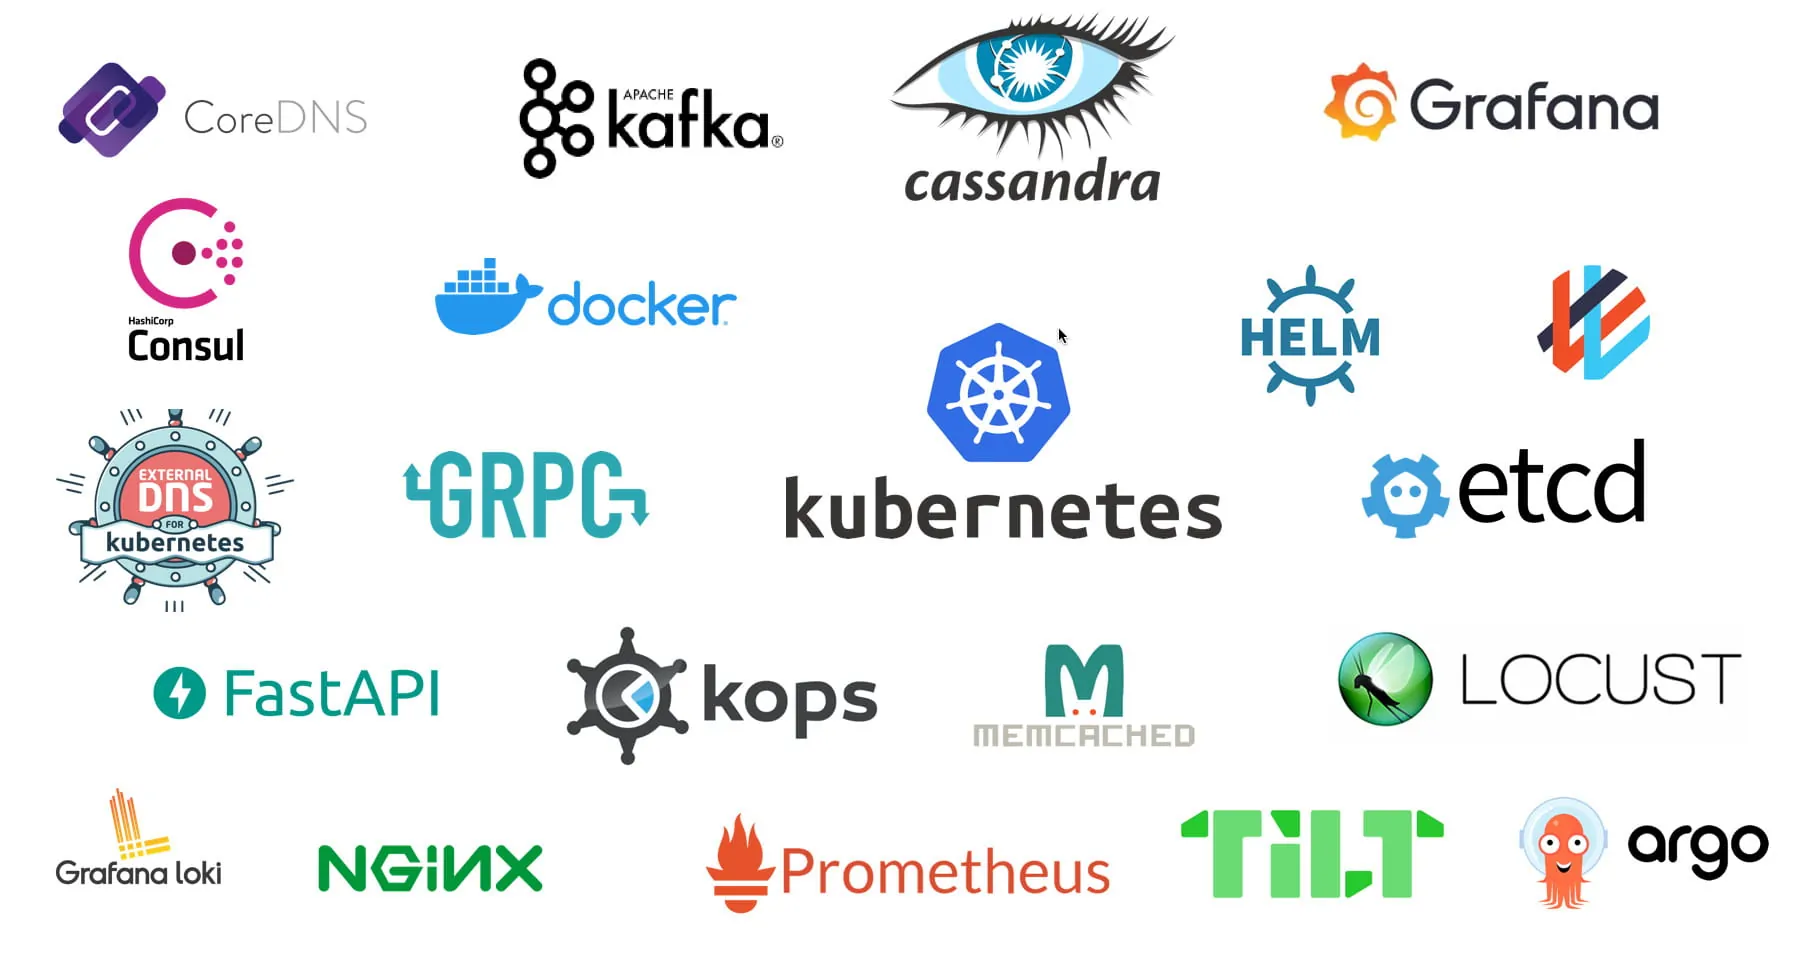 CoreDNS
APACHE
kafka®
cassandra
Grafana
HashiCorp
Consul
docker
HELM
EXTERNAL
DNS
FOR
kubernetes
GRPC
kubernetes
etcd
FastAPI
kops
MEMCACHED
LOCUST
Grafana loki
NGiNX
Prometheus
TiLT
argo